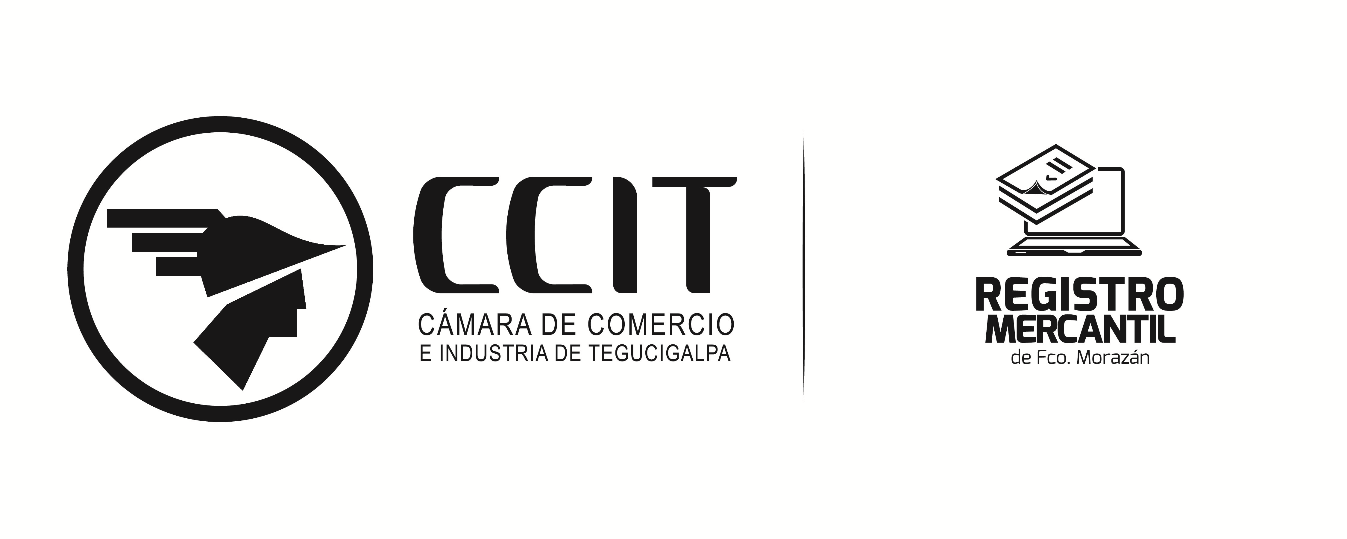 CCIT
CÁMARA DE COMERCIO
E INDUSTRIA DE TEGUCIGALPA
REGISTRO
MERCANTIL
de Fco. Morazán